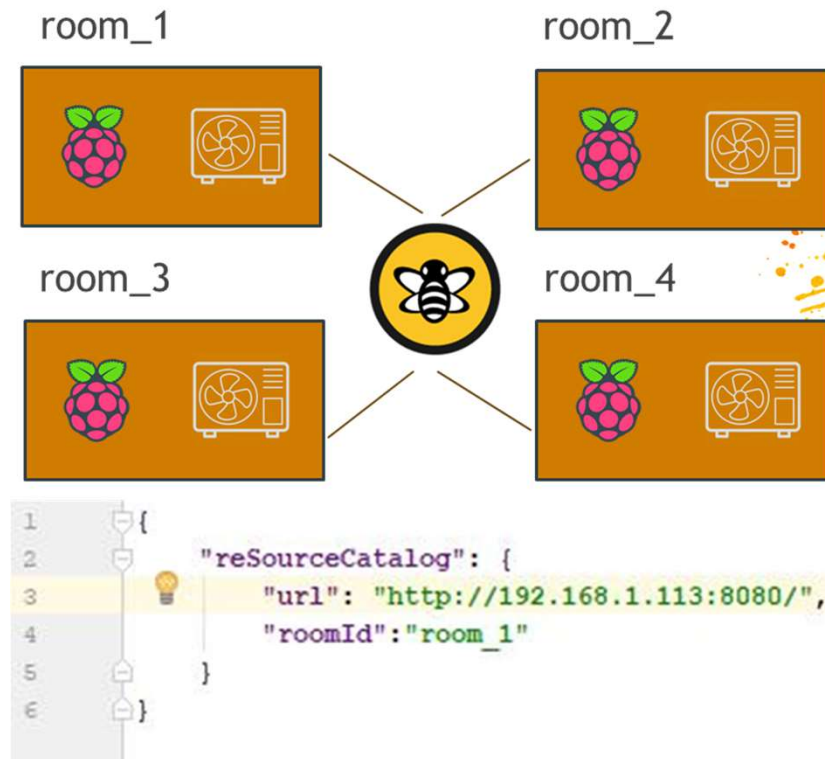 room_1
room_2
room_3
room_4
1 {
2 "reSourceCatalog": {
3 "url": "http://192.168.1.113:8080/",
4 "roomId":"room_1"
5 }
6 }